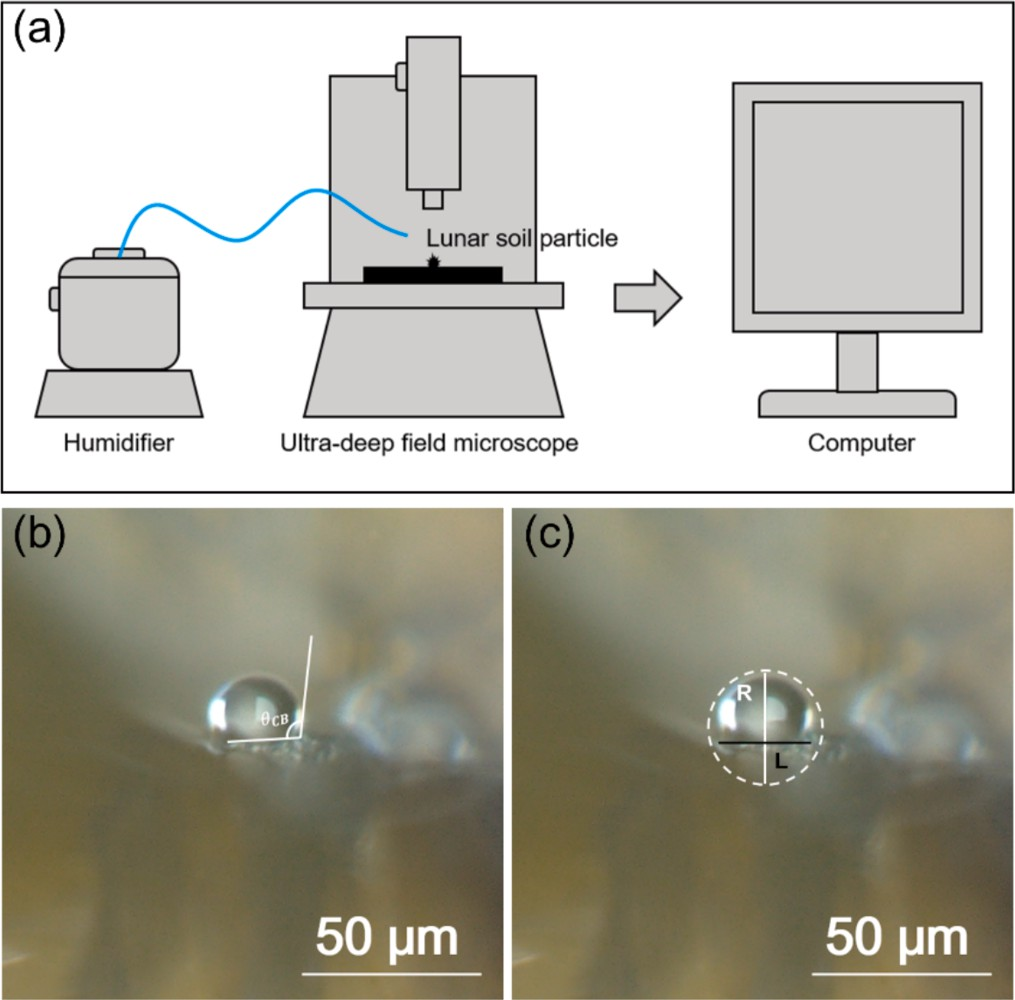 (a)
Lunar soil particle
Humidifier
Ultra-deep field microscope
Computer
(b)
(c)
θCB
R
L
50 μm
50 μm